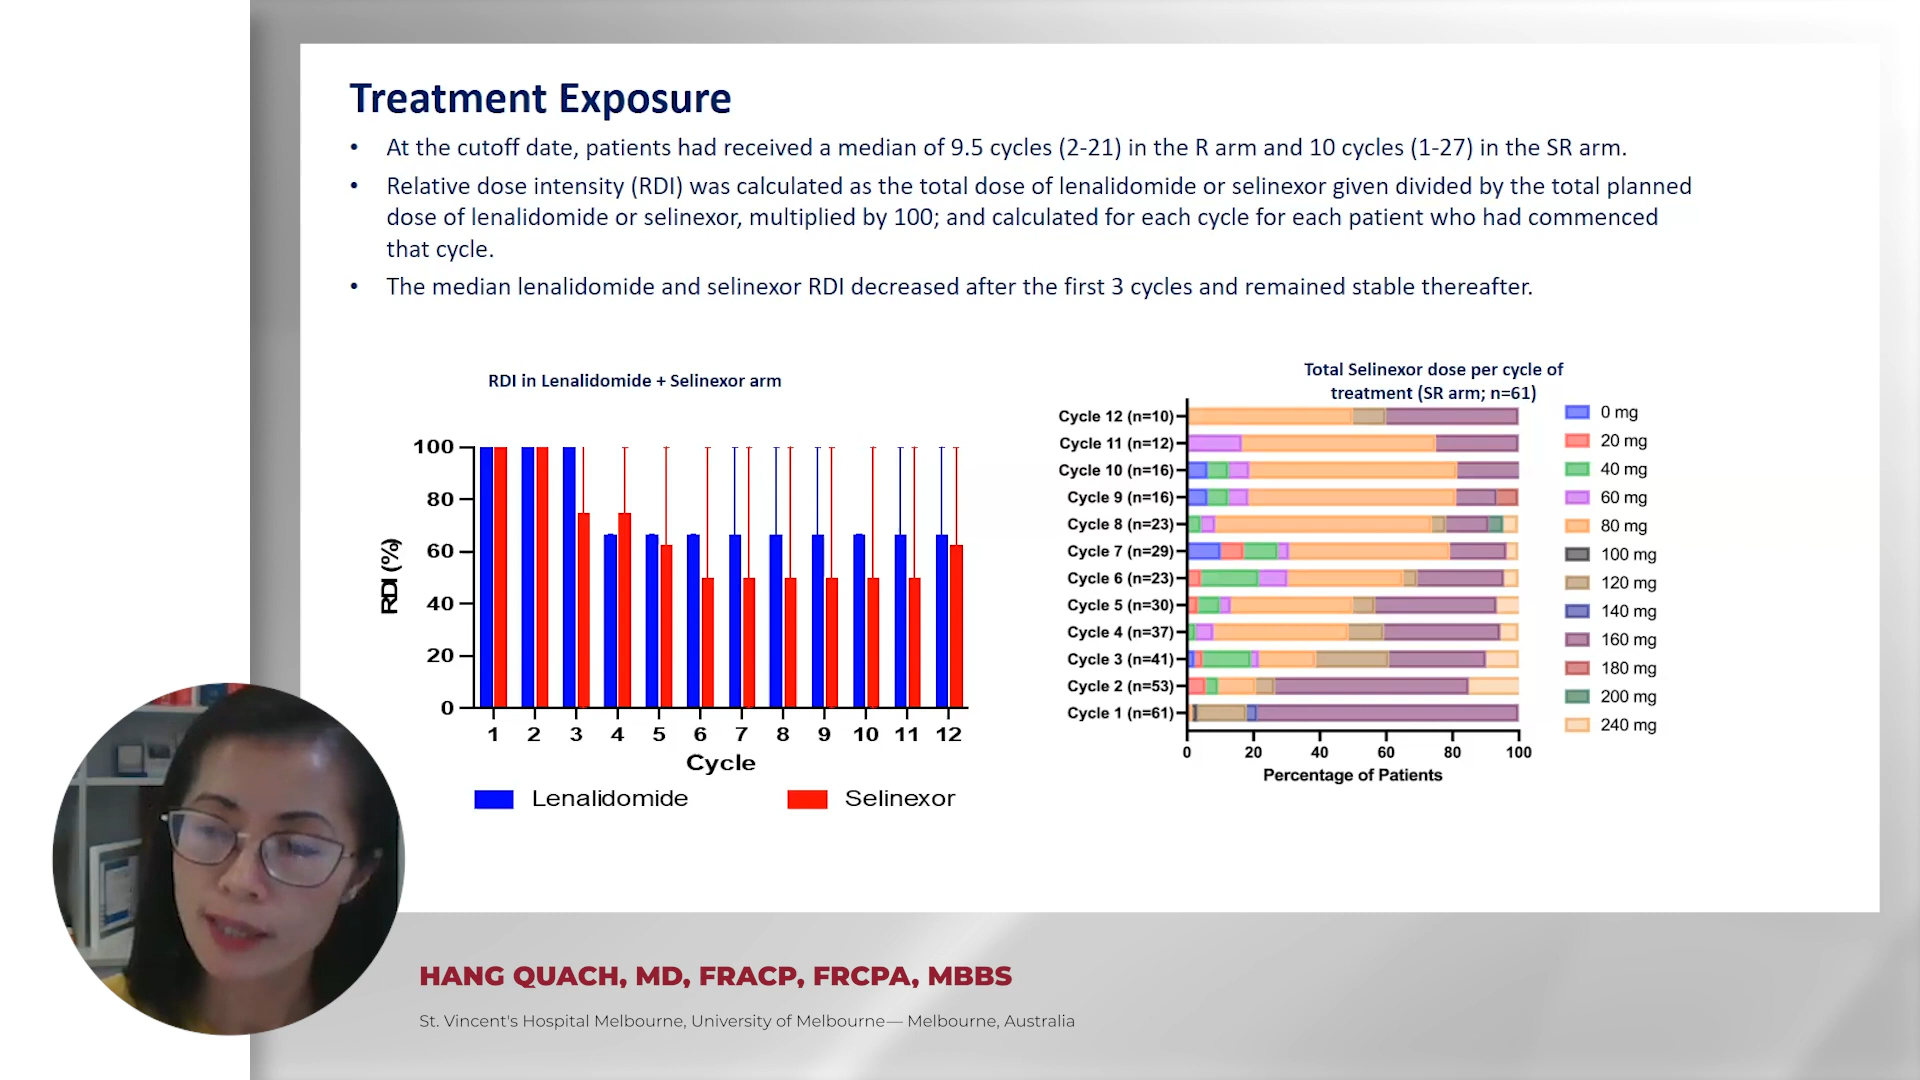 Treatment Exposure
• At the cutoff date, patients had received a median of 9.5 cycles (2-21) in the R arm and 10 cycles (1-27) in the SR arm.
• Relative dose intensity (RDI) was calculated as the total dose of lenalidomide or selinexor given divided by the total planned
dose of lenalidomide or selinexor, multiplied by 100; and calculated for each cycle for each patient who had commenced
that cycle.
• The median lenalidomide and selinexor RDI decreased after the first 3 cycles and remained stable thereafter.
RDI in Lenalidomide + Selinexor arm
RDI (%)
100
80
60
40
20
0
1 2 3 4 5 6 7 8 9 10 11 12
Cycle
Lenalidomide Selinexor
Total Selinexor dose per cycle of
treatment (SR arm; n=61)
Cycle 12 (n=10)
Cycle 11 (n=12)
Cycle 10 (n=16)
Cycle 9 (n=16)
Cycle 8 (n=23)
Cycle 7 (n=29)
Cycle 6 (n=23)
Cycle 5 (n=30)
Cycle 4 (n=37)
Cycle 3 (n=41)
Cycle 2 (n=53)
Cycle 1 (n=61)
0 20 40 60 80 100
Percentage of Patients
0 mg
20 mg
40 mg
60 mg
80 mg
100 mg
120 mg
140 mg
160 mg
180 mg
200 mg
240 mg
HANG QUACH, MD, FRACP, FRCPA, MBBS
St. Vincent's Hospital Melbourne, University of Melbourne— Melbourne, Australia